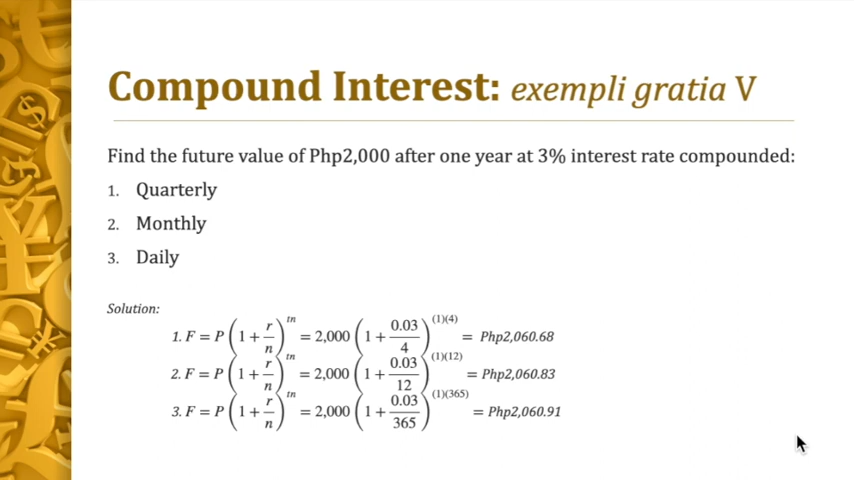 Compound Interest: exempli gratia V
Find the future value of Php2,000 after one year at 3% interest rate compounded:
1. Quarterly
2. Monthly
3. Daily
Solution:
1. F = P (1 + r/n)^tn = 2,000 (1 + 0.03/4)^(1)(4) = Php2,060.68
2. F = P (1 + r/n)^tn = 2,000 (1 + 0.03/12)^(1)(12) = Php2,060.83
3. F = P (1 + r/n)^tn = 2,000 (1 + 0.03/365)^(1)(365) = Php2,060.91